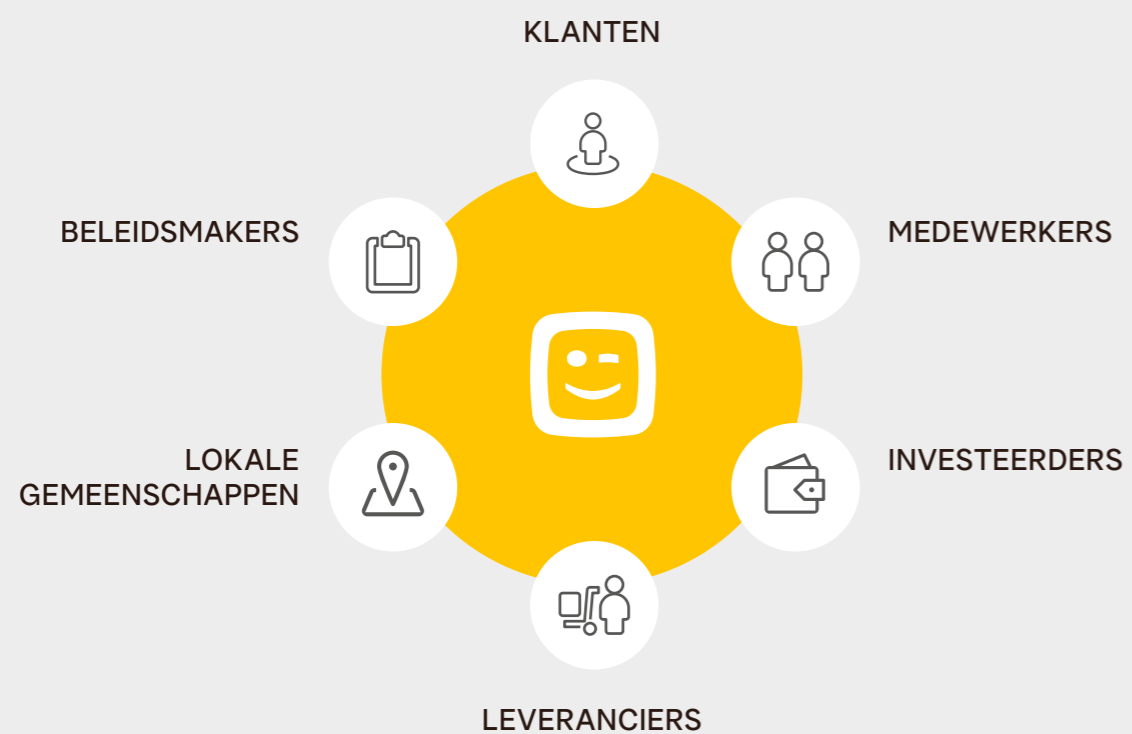 KLANTEN
BELEIDSMAKERS
MEDEWERKERS
LOKALE
GEMEENSCHAPPEN
INVESTEERDERS
LEVERANCIERS